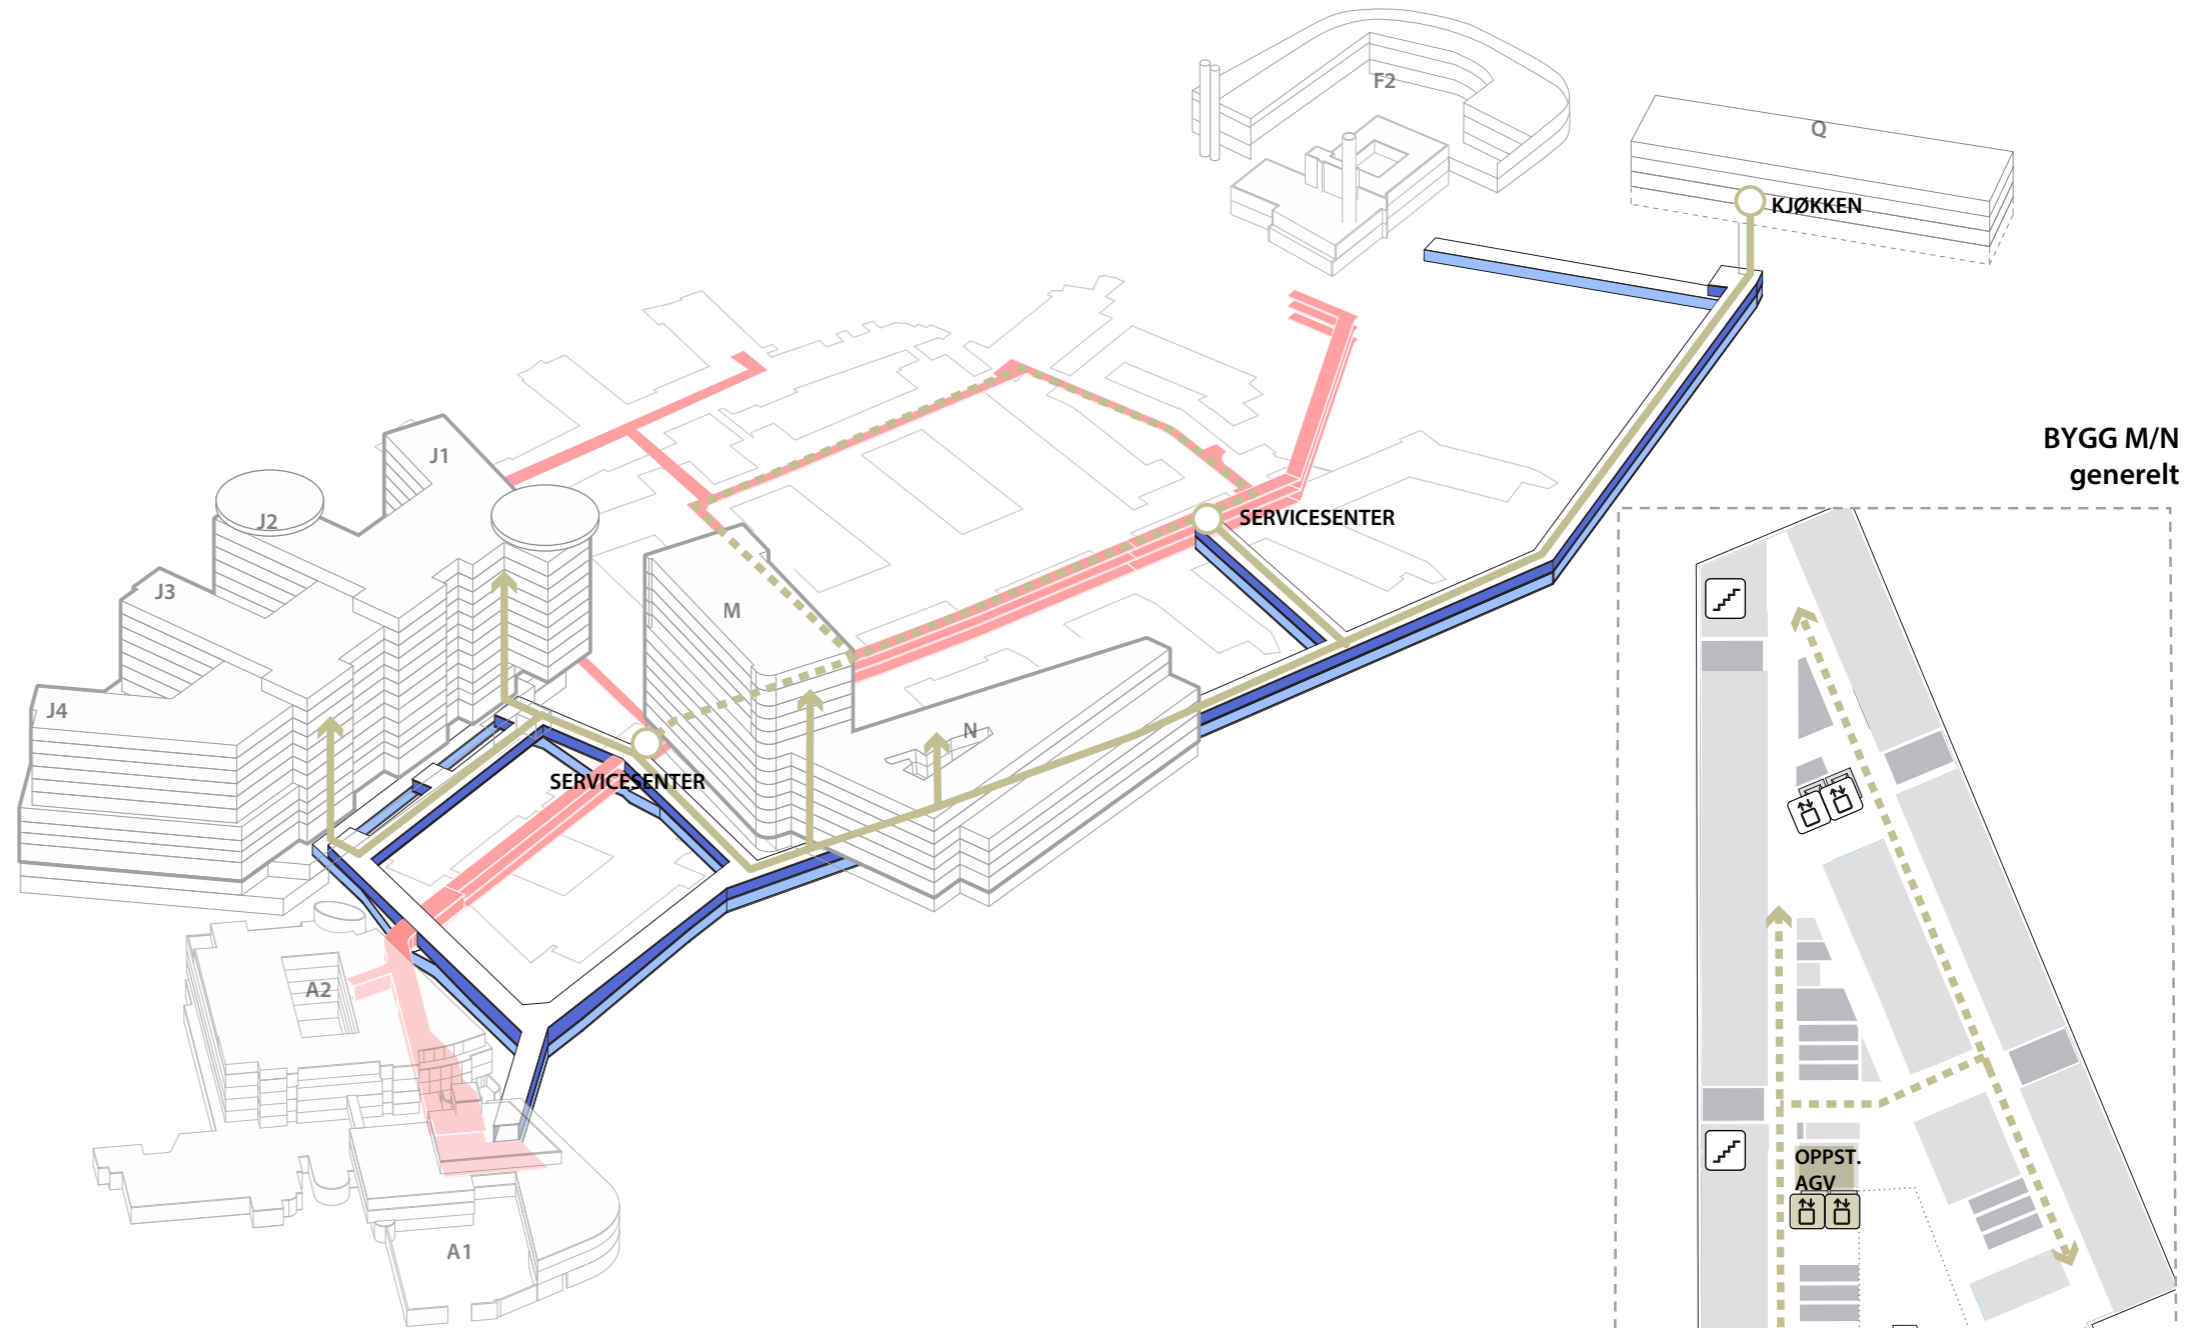 F2
Q
KJØKKEN
BYGG M/N
generelt
J1
J2
SERVICESENTER
J3
M
J4
N
SERVICESENTER
A2
OPPST.
AGV
A1